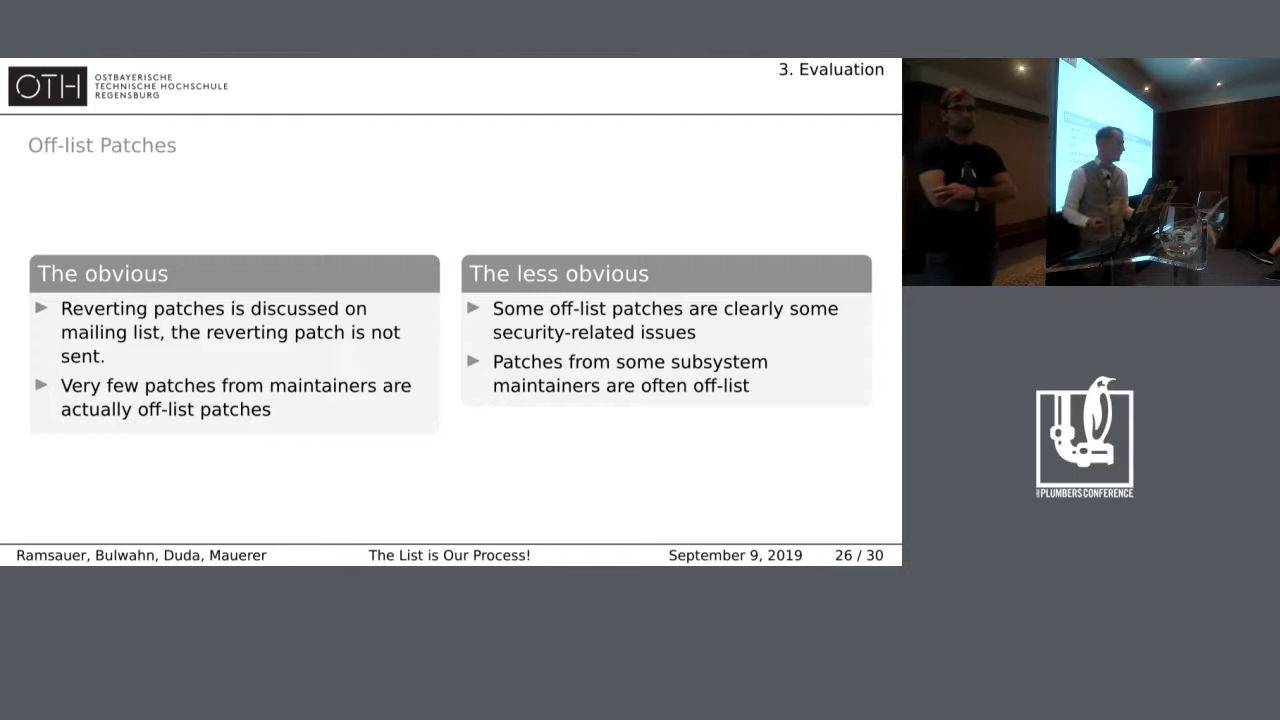 OTH
OSTBAYERISCHE
TECHNISCHE HOCHSCHULE
REGENSBURG
3. Evaluation
Off-list Patches
The obvious
Reverting patches is discussed on
mailing list, the reverting patch is not
sent.
Very few patches from maintainers are
actually off-list patches
The less obvious
Some off-list patches are clearly some
security-related issues
Patches from some subsystem
maintainers are often off-list
Ramsauer, Bulwahn, Duda, Mauerer
The List is Our Process!
September 9, 2019
26 / 30
PLUMBERS CONFERENCE